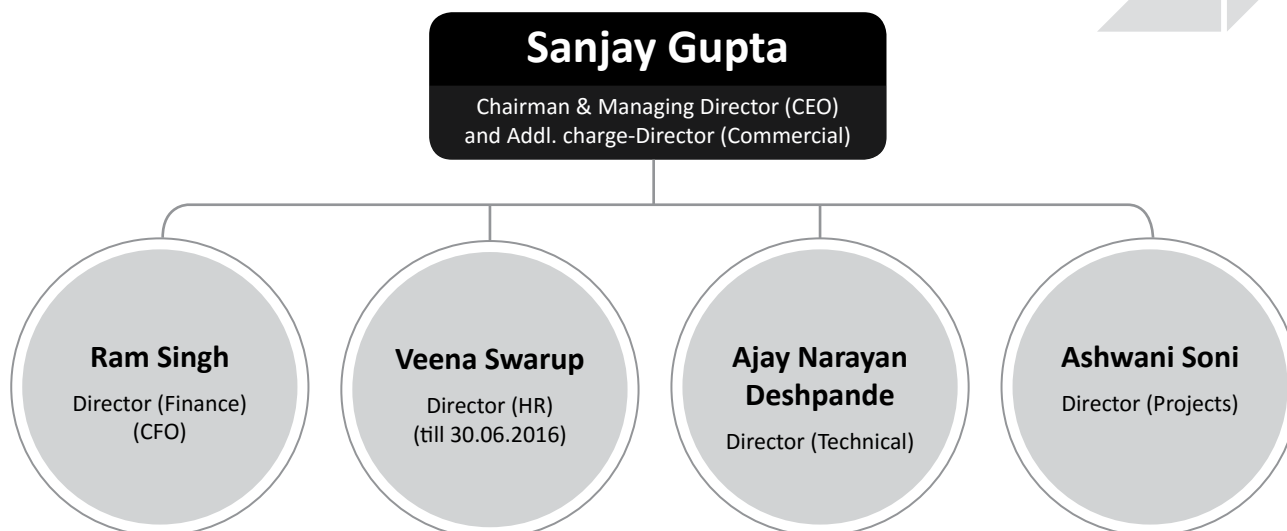 Sanjay Gupta
Chairman & Managing Director (CEO)
and Addl. charge-Director (Commercial)
Ram Singh
Director (Finance)
(CFO)
Veena Swarup
Director (HR)
(till 30.06.2016)
Ajay Narayan
Deshpande
Director (Technical)
Ashwani Soni
Director (Projects)